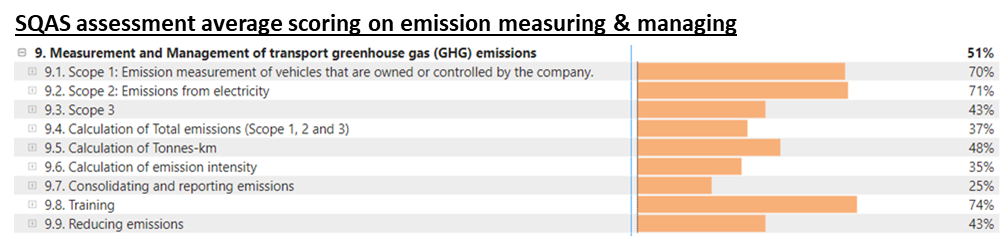 SQAS assessment average scoring on emission measuring & managing
9. Measurement and Management of transport greenhouse gas (GHG) emissions 51%
9.1. Scope 1: Emission measurement of vehicles that are owned or controlled by the company. 70%
9.2. Scope 2: Emissions from electricity 71%
9.3. Scope 3 43%
9.4. Calculation of Total emissions (Scope 1, 2 and 3) 37%
9.5. Calculation of Tonnes-km 48%
9.6. Calculation of emission intensity 35%
9.7. Consolidating and reporting emissions 25%
9.8. Training 74%
9.9. Reducing emissions 43%